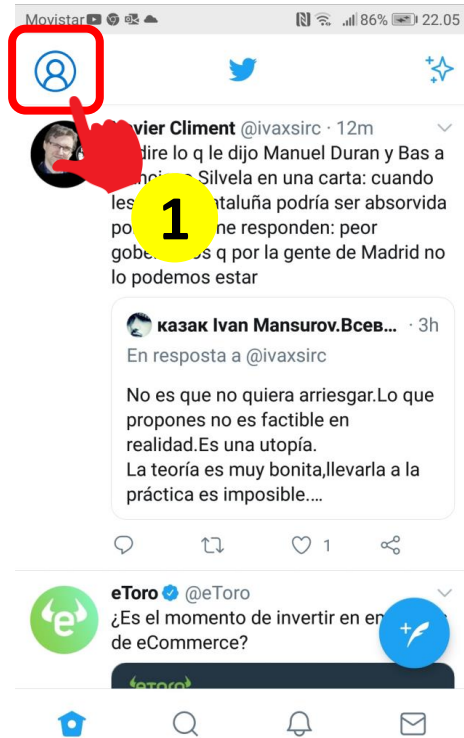 Movistar 86% 22.05
vier Climent @ivaxsirc · 12m
dire lo q le dijo Manuel Duran y Bas a
Silvela en una carta: cuando
les taluña podría ser absorvida
po ne responden: peor
gobe s q por la gente de Madrid no
lo podemos estar
1
казак Ivan Mansurov.Всев... · 3h
En resposta a @ivaxsirc
No es que no quiera arriesgar.Lo que
propones no es factible en
realidad.Es una utopía.
La teoría es muy bonita,llevarla a la
práctica es imposible....
1
eToro @eToro
¿Es el momento de invertir en en
de eCommerce?
eToro